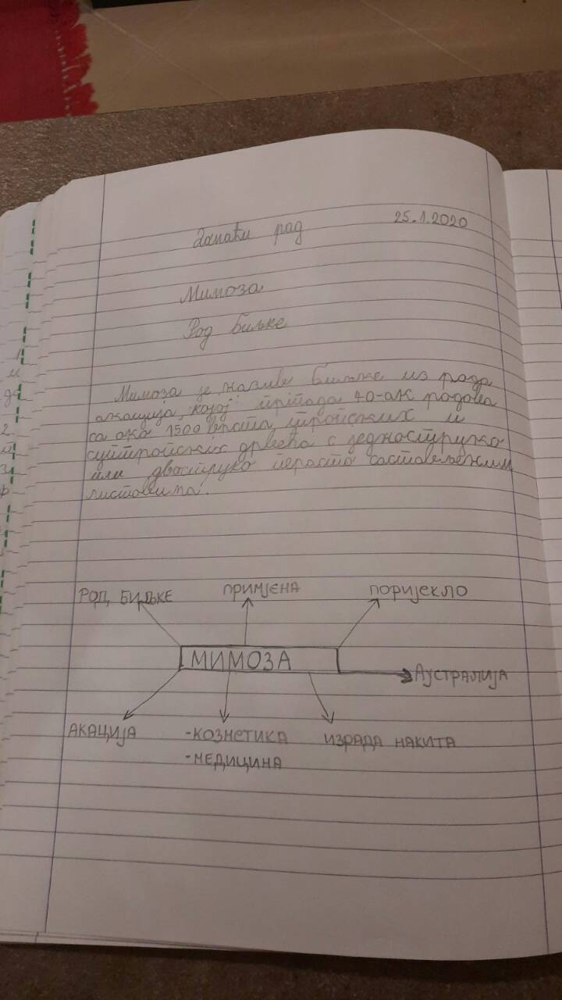 Домаћи рад 25.1.2020
Мимоза
Род биљке
Мимоза је назив биљке из рода
акација, којој припада 40-ак родова
са око 1500 врста, тропских и
суптропских дрвећа с једноструко
или двоструко перасто састављеним
листовима.
РОД БИЉКЕ ПРИМЈЕНА ПОРИЈЕКЛО
МИМОЗА
АУСТРАЛИЈА
АКАЦИЈА -КОЗНЕТИКА ИЗРАДА НАКИТА
-МЕДИЦИНА